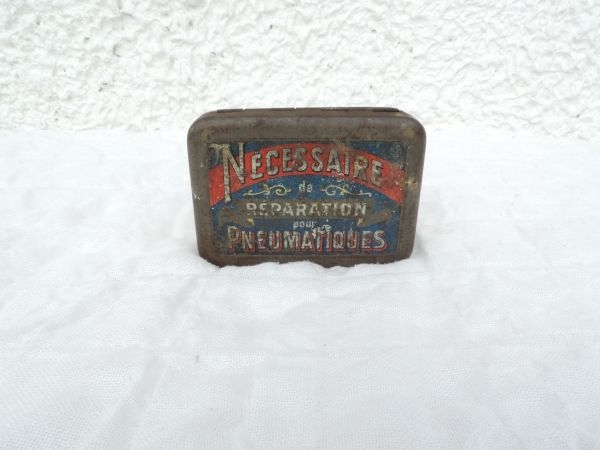 NECESSAIRE
de
REPARATION
pour
PNEUMATIQUES